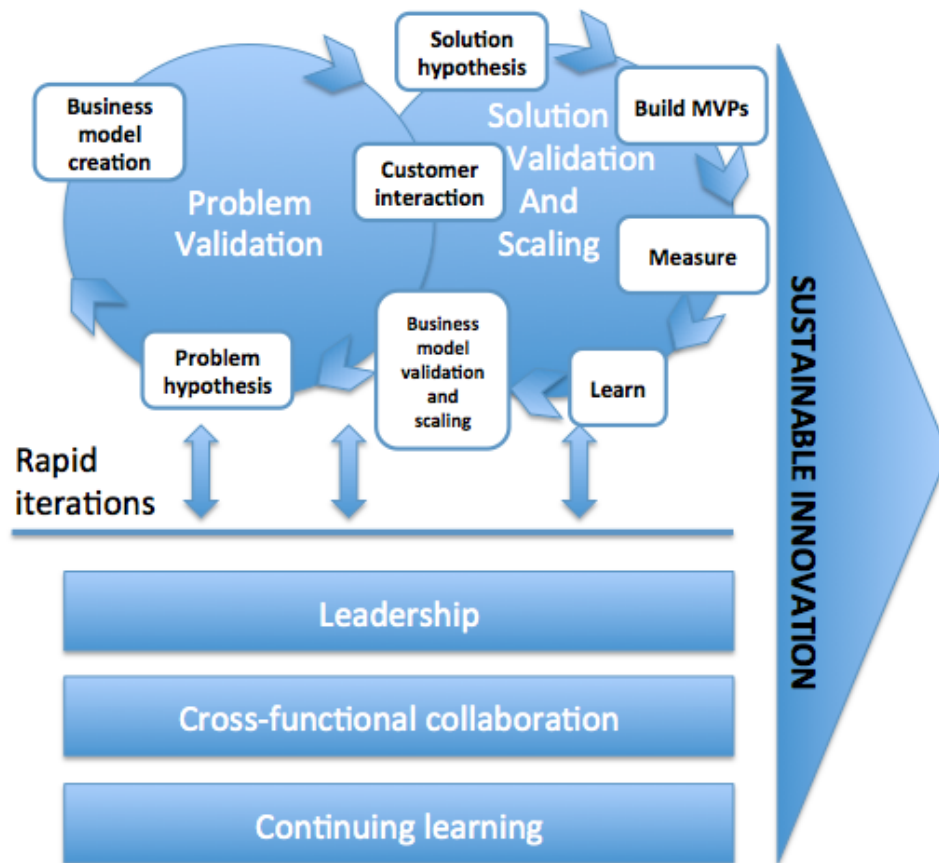 Solution
hypothesis
Business
model
creation
Build MVPs
Solution
Validation
And
Scaling
Customer
interaction
Problem
Validation
Measure
Business
model
validation
and
scaling
Problem
hypothesis
Learn
Rapid
iterations
Leadership
Cross-functional collaboration
Continuing learning
SUSTAINABLE INNOVATION